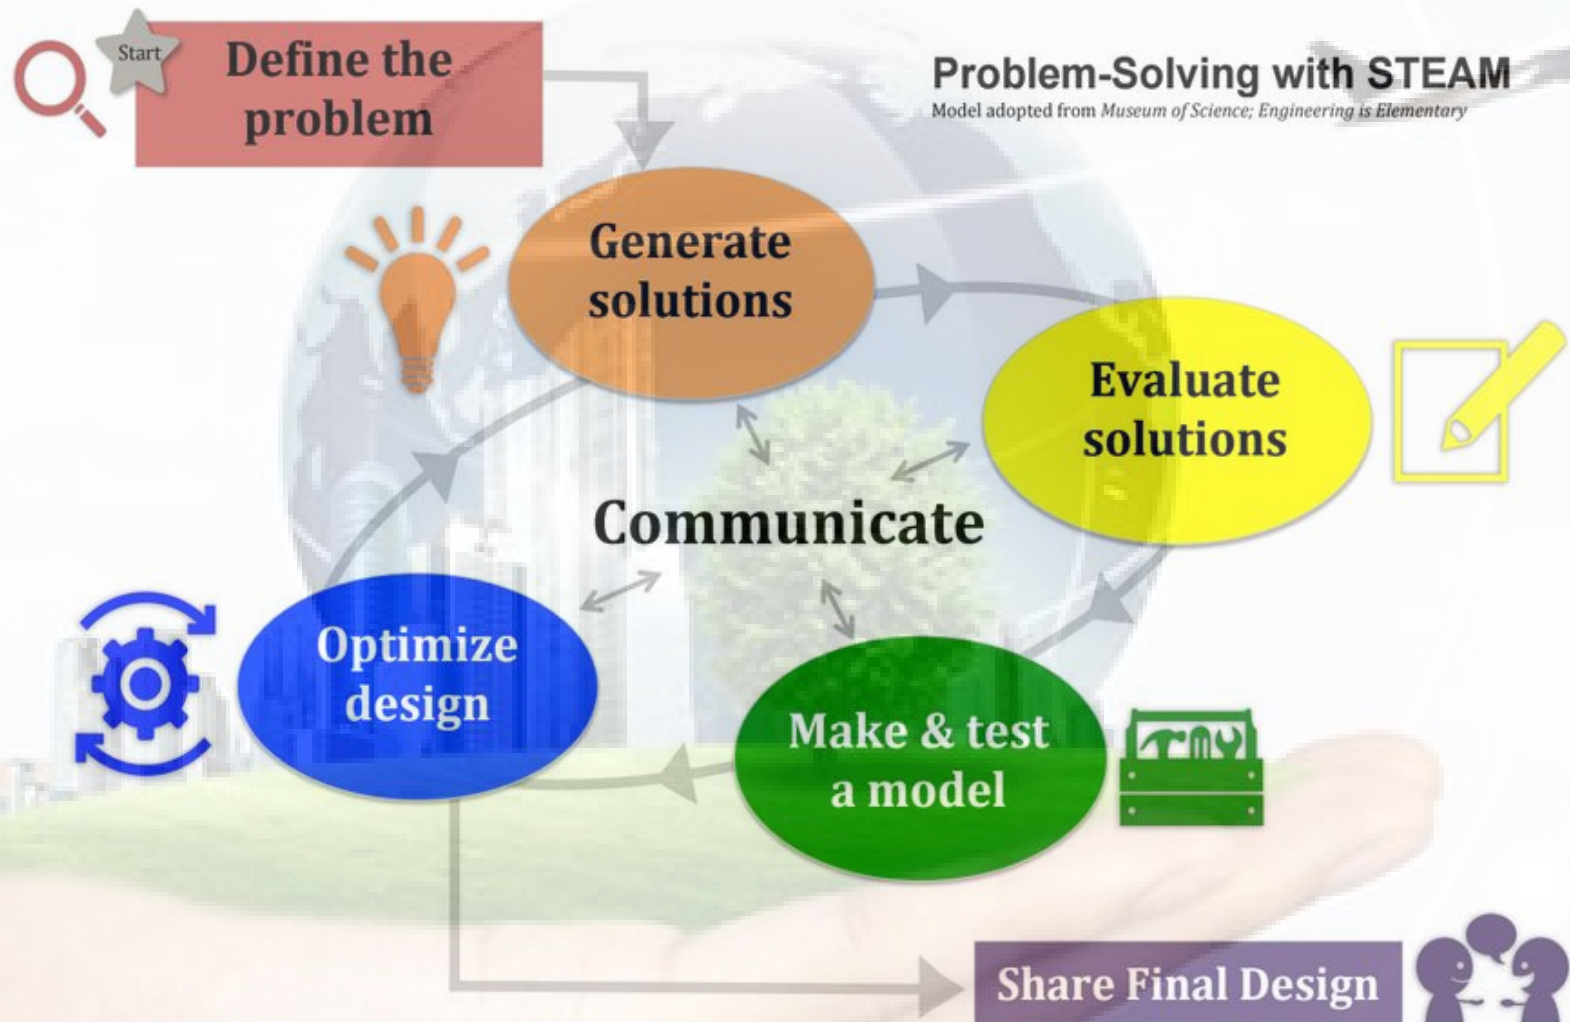 Start
Define the
problem
Problem-Solving with STEAM
Model adopted from Museum of Science; Engineering is Elementary
Generate
solutions
Evaluate
solutions
Communicate
Optimize
design
Make & test
a model
Share Final Design